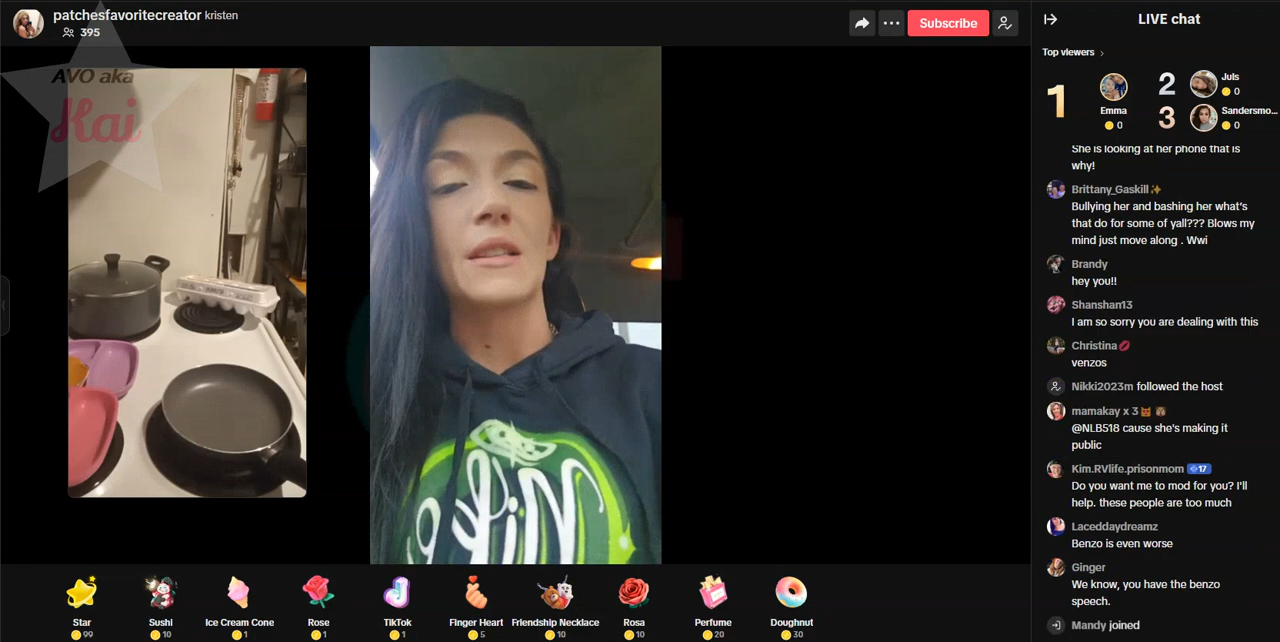 patchesfavoritecreator kristen
395
Subscribe
AVO aka
Kai
LIVE chat
Top viewers
1
Emma
0
2
Juls
0
3
Sandersmo...
0
She is looking at her phone that is
why!
Brittany_Gaskill✨
Bullying her and bashing her what's
that do for some of yall??? Blows my
mind just move along . Wwi
Brandy
hey you!!
Shanshan13
I am so sorry you are dealing with this
Christina💋
venzos
Nikki2023m followed the host
mamakay x 3
@NLB518 cause she's making it
public
Kim.RVlife.prisonmom 17
Do you want me to mod for you? I'll
help. these people are too much
Laceddaydreamz
Benzo is even worse
Ginger
We know, you have the benzo
speech.
Mandy joined
Star
99
Sushi
10
Ice Cream Cone
1
Rose
1
TikTok
1
Finger Heart
5
Friendship Necklace
10
Rosa
10
Perfume
20
Doughnut
30